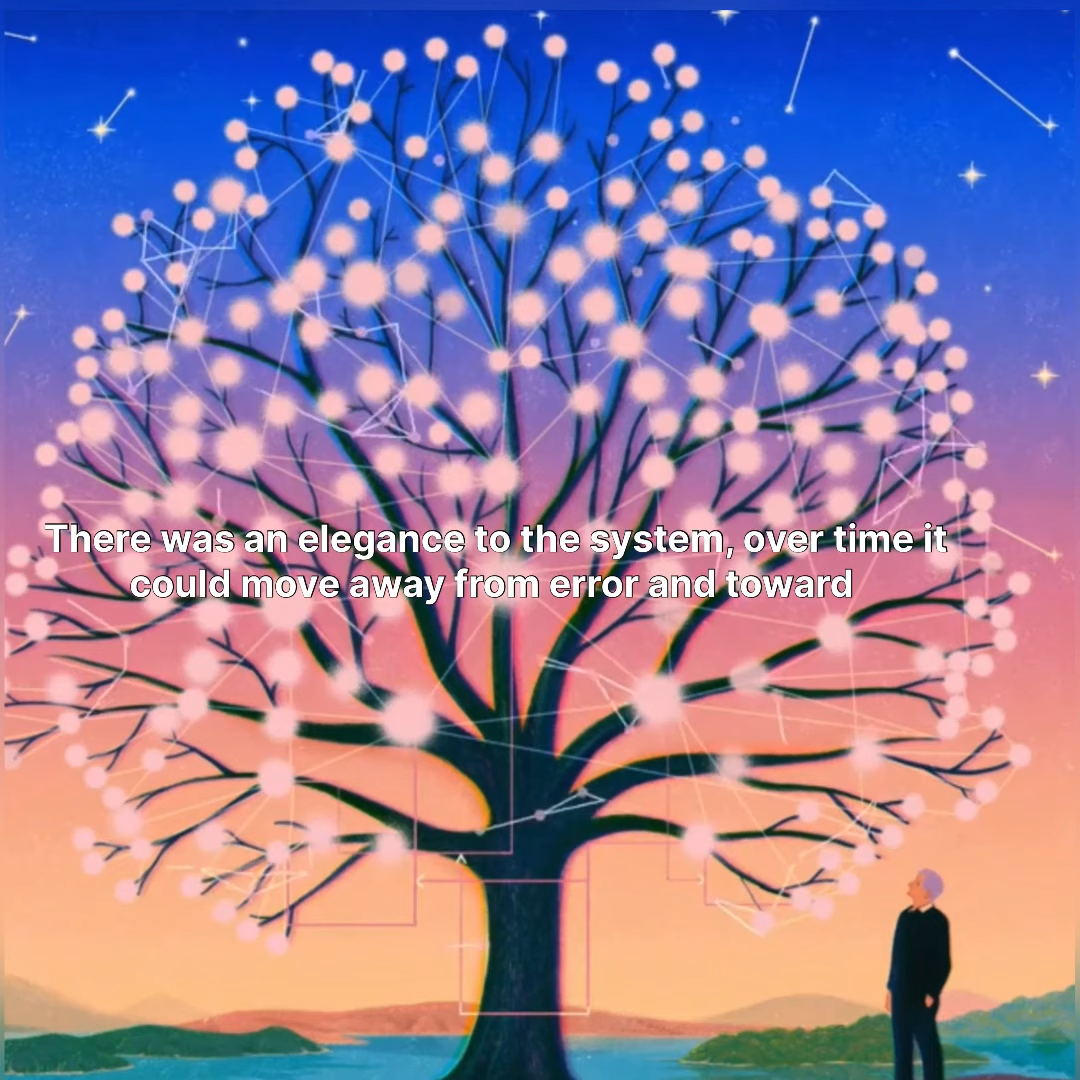 There was an elegance to the system, over time it
could move away from error and toward